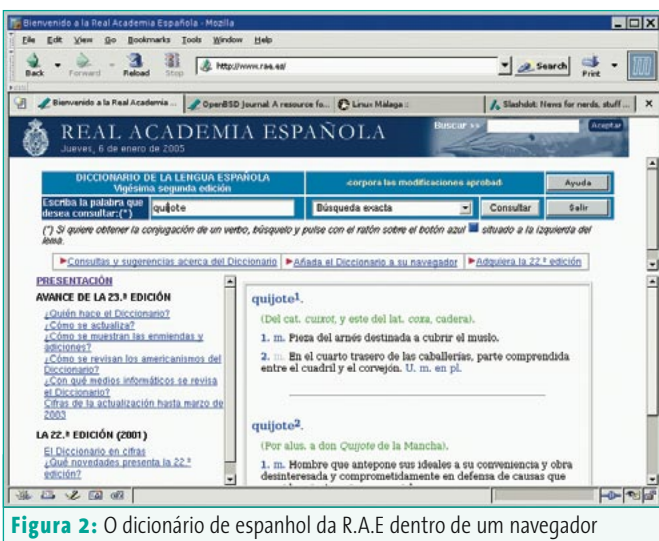 Bienvenido a la Real Academia Española - Mozilla
File Edit View Go Bookmarks Tools Window Help
Back Forward Reload Stop http://www.rae.es/ Search Print
Bienvenido a la Real Academia ... OpenBSD Journal: A resource fo... Linux Málaga :: Slashdot: News for nerds, stuff ...
REAL ACADEMIA ESPAÑOLA
Buscar >> Aceptar
Jueves, 6 de enero de 2005
DICCIONARIO DE LA LENGUA ESPAÑOLA
Vigésima segunda edición
corpora las modificaciones aprobad
Ayuda
Escriba la palabra que
desea consultar:(*)
quijote
Búsqueda exacta
Consultar
Salir
(*) Si quiere obtener la conjugación de un verbo, búsquelo y pulse con el ratón sobre el botón azul situado a la izquierda del
lema.
Consultas y sugerencias acerca del Diccionario Añada el Diccionario a su navegador Adquiera la 22.ª edición
PRESENTACIÓN
AVANCE DE LA 23.ª EDICIÓN
¿Quién hace el Diccionario?
¿Cómo se actualiza?
¿Cómo se muestran las enmiendas y
adiciones?
¿Cómo se revisan los americanismos del
Diccionario?
¿Con qué medios informáticos se revisa
el Diccionario?
Cifras de la actualización hasta marzo de
2003
LA 22.ª EDICIÓN (2001)
El Diccionario en cifras
¿Qué novedades presenta la 22.ª
edición?
quijote1.
(Del cat. cuixot, y este del lat. coxa, cadera).
1. m. Pieza del arnés destinada a cubrir el muslo.
2. m. En el cuarto trasero de las caballerías, parte comprendida
entre el cuadril y el corvejón. U. m. en pl.
quijote2.
(Por alus. a don Quijote de la Mancha).
1. m. Hombre que antepone sus ideales a su conveniencia y obra
desinteresada y comprometidamente en defensa de causas que
Figura 2: O dicionário de espanhol da R.A.E dentro de um navegador